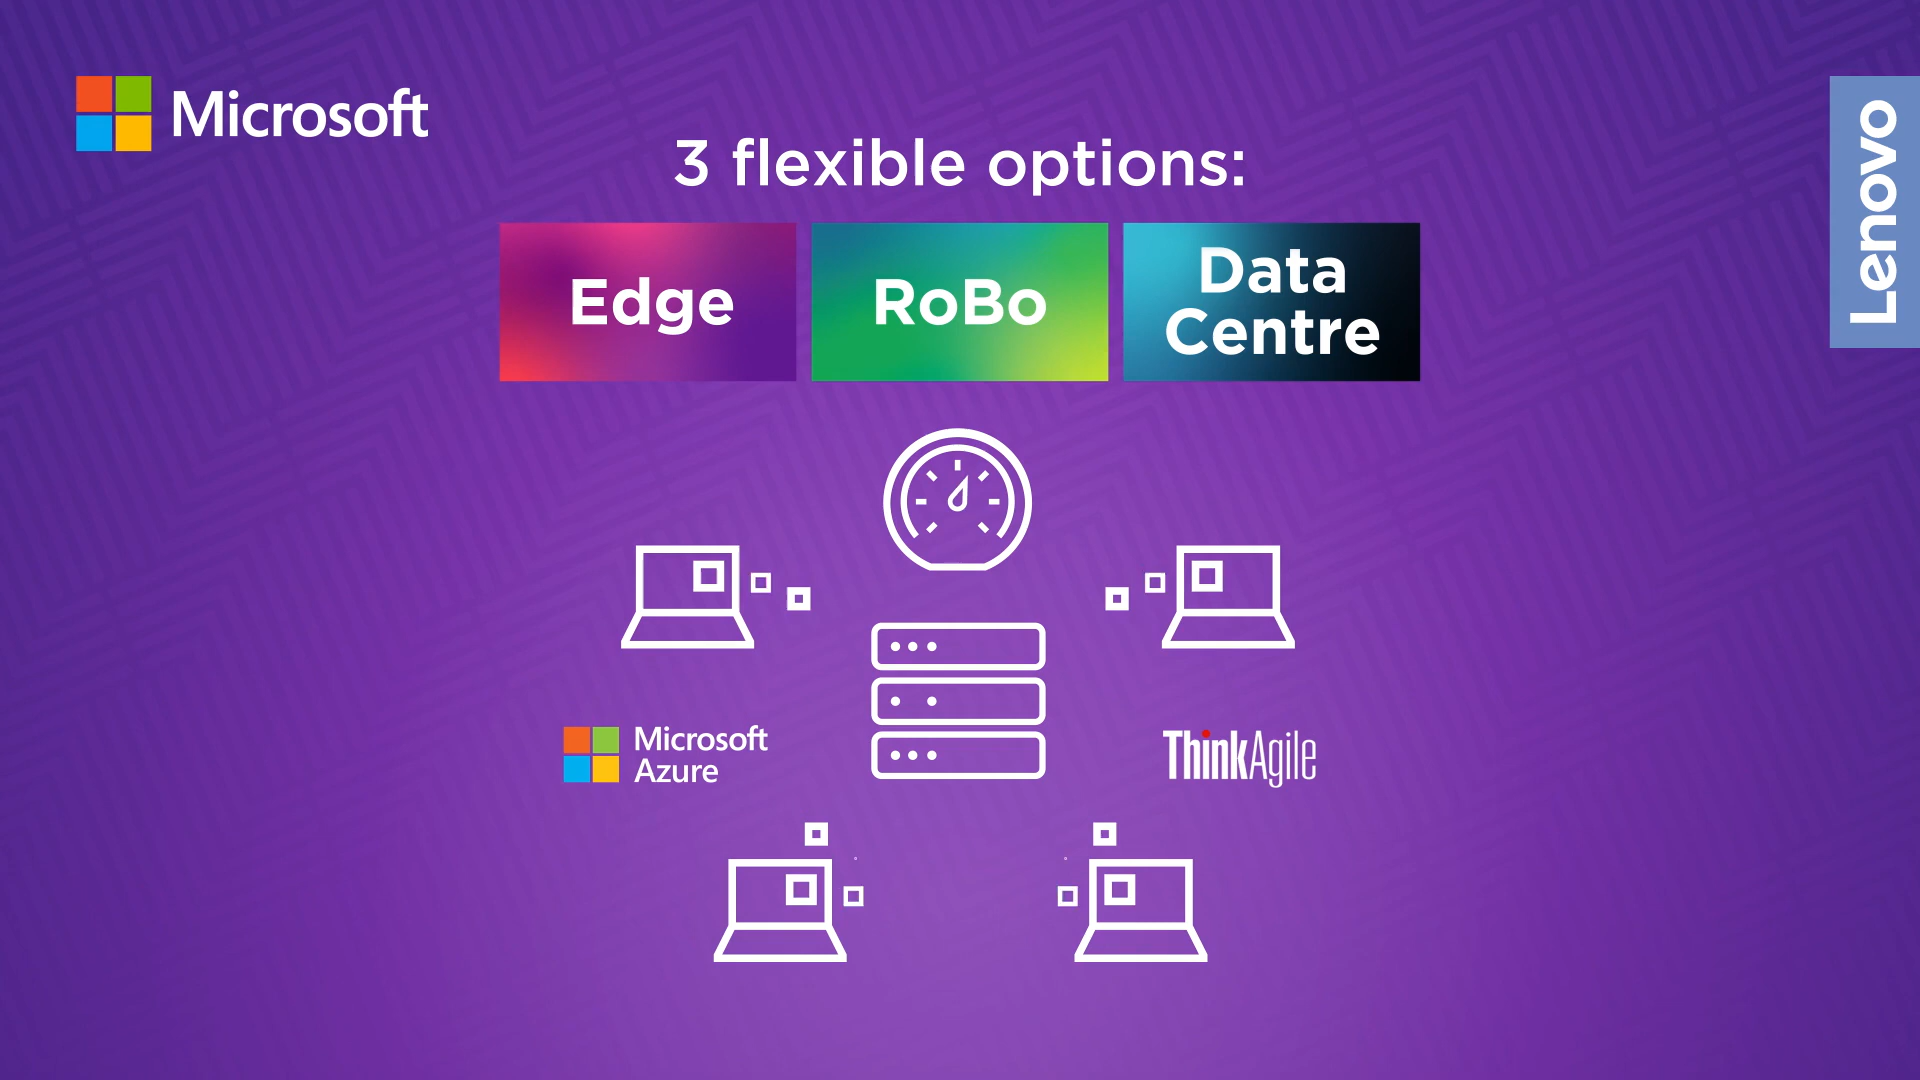 Microsoft
Lenovo
3 flexible options:
Edge
RoBo
Data
Centre
Microsoft
Azure
ThinkAgile